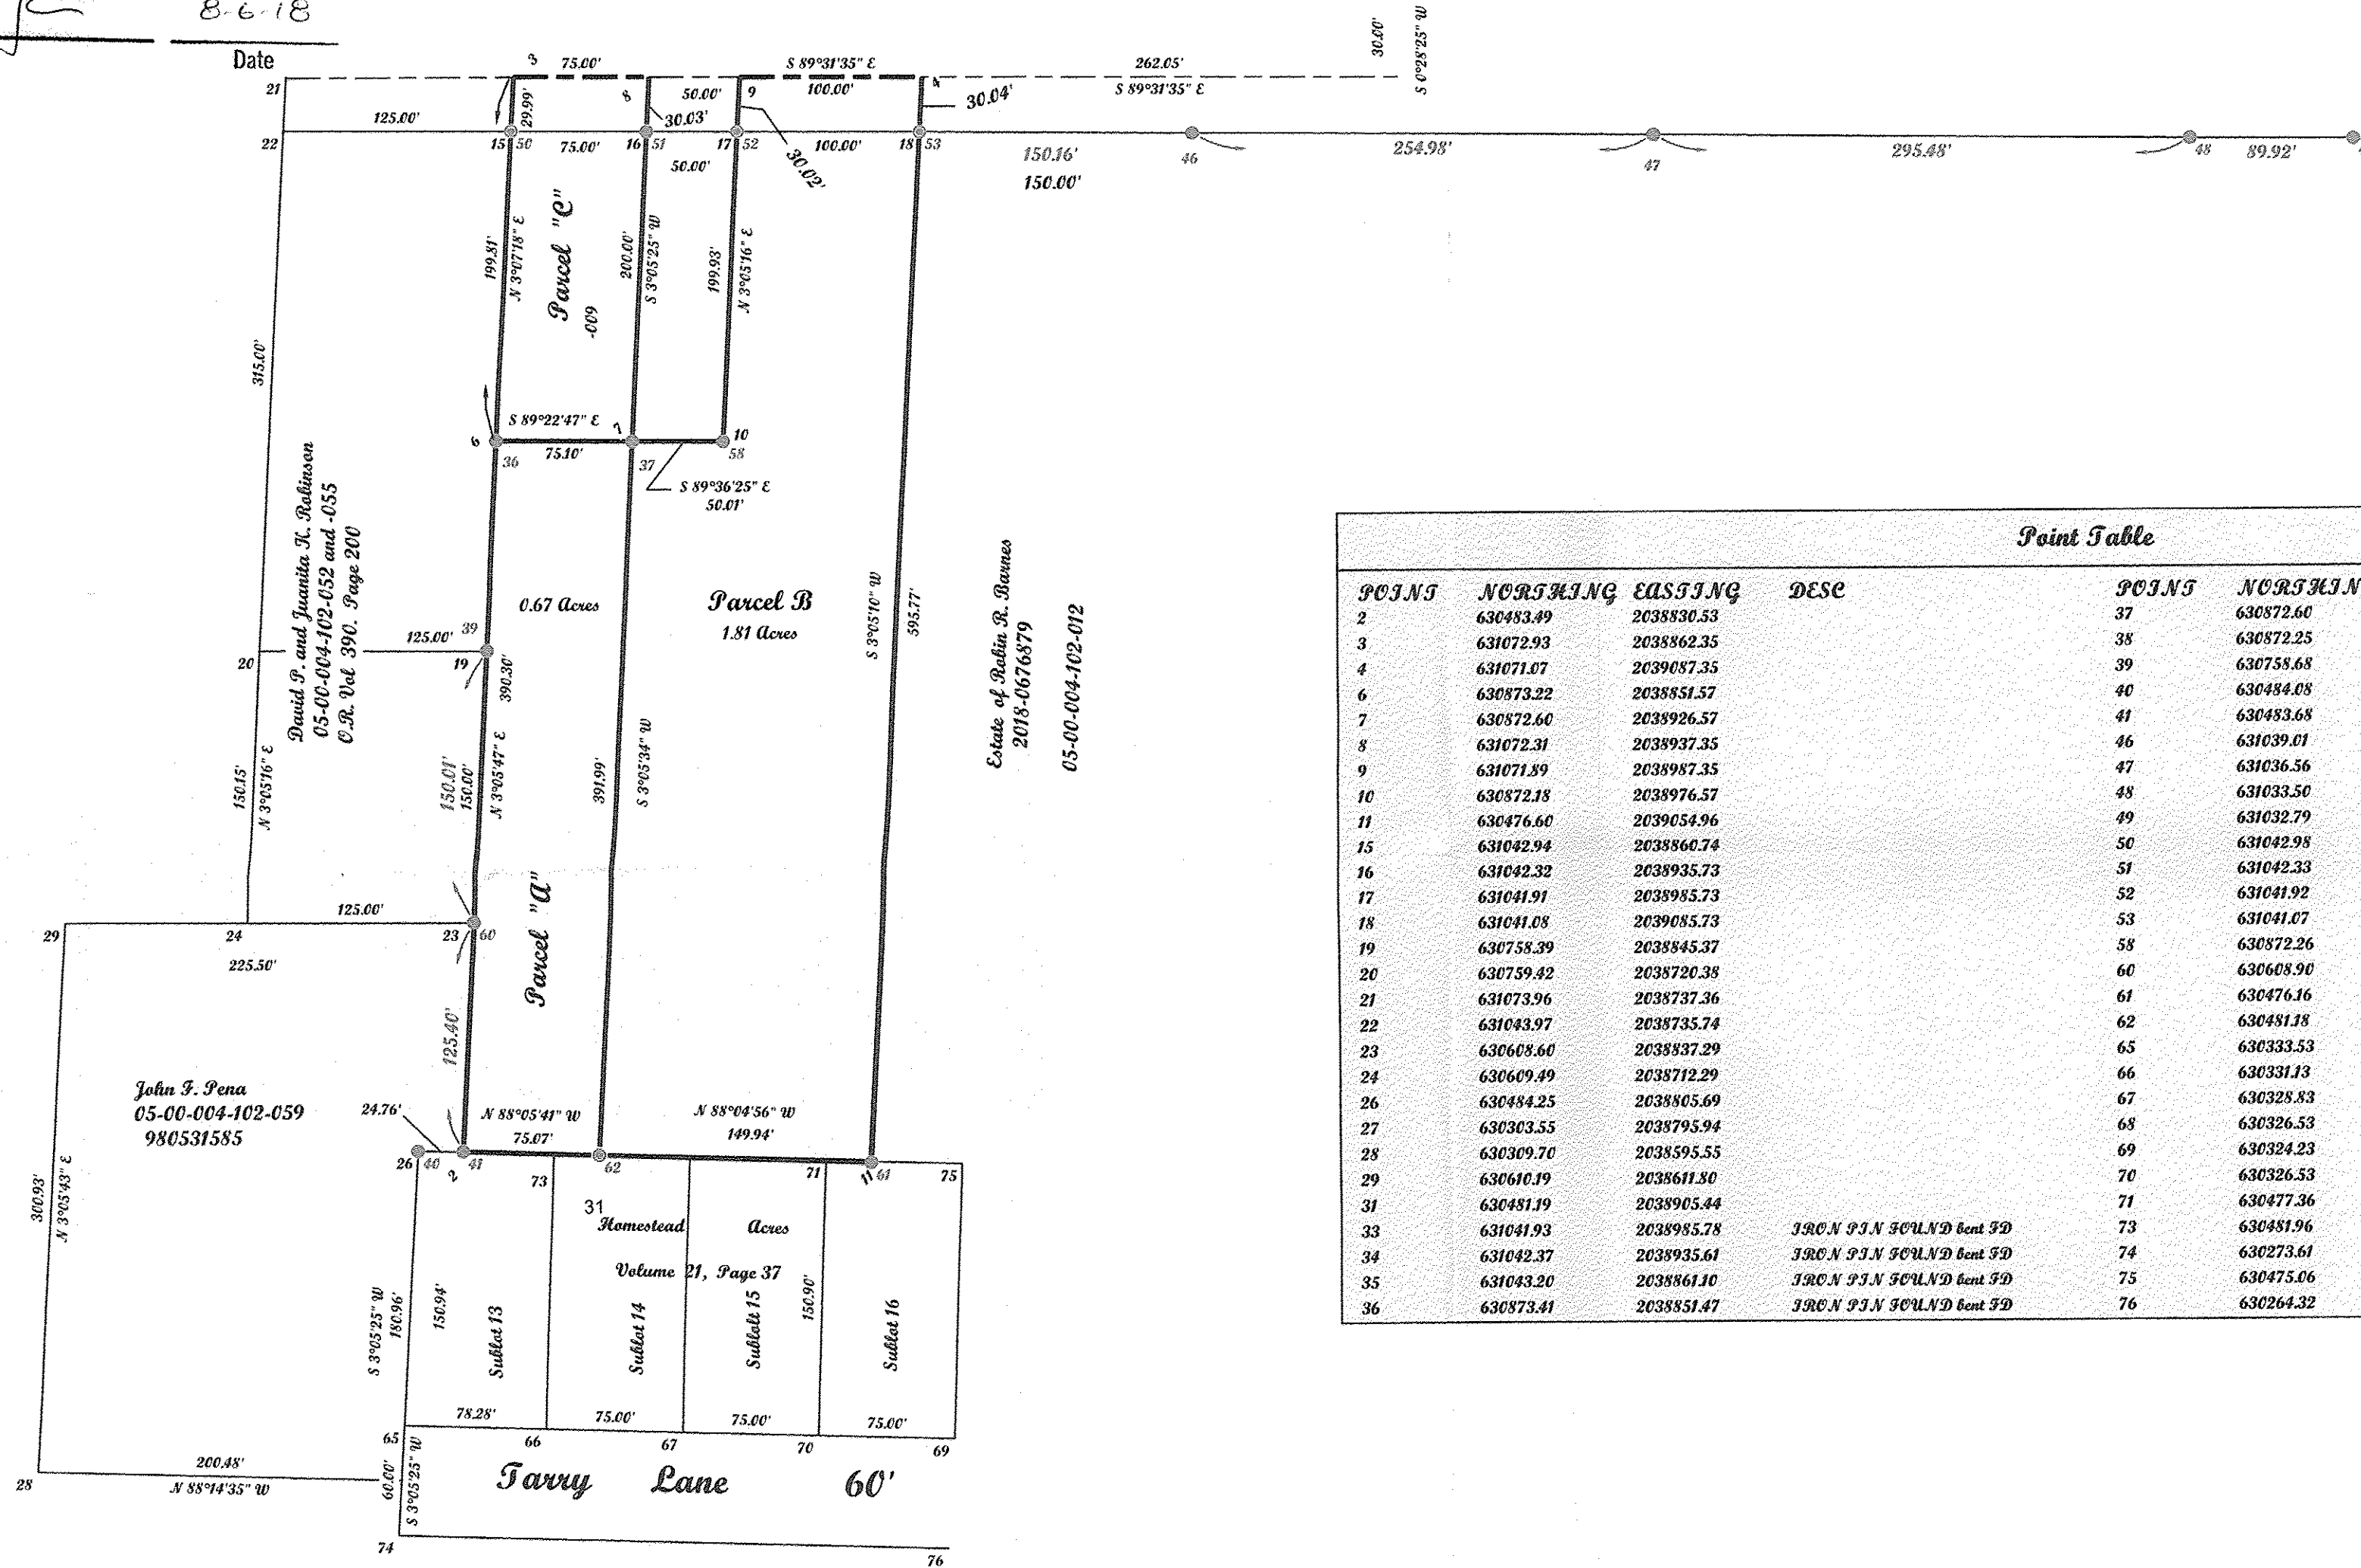 8-6-18
Date
21
3
75.00'
S 89°31'35" E
262.05'
30.00'
S 0°28'25" W
8
50.00'
9
100.00'
4
30.04'
S 89°31'35" E
29.99'
125.00'
30.03'
22
15
50
75.00'
16
51
17
52
100.00'
18
53
50.00'
30.02'
150.16'
150.00'
46
254.98'
47
295.48'
48
89.92'
199.81'
N 3°07'18" E
Parcel "C"
-009
200.00'
S 3°05'25" W
199.93'
N 3°05'16" E
315.00'
6
S 89°22'47" E
75.10'
36
7
37
10
58
S 89°36'25" E
50.01'
David P. and Juanita K. Robinson
05-00-004-102-052 and -055
O.R. Vol 390. Page 200
0.67 Acres
Parcel B
1.81 Acres
S 3°05'10" W
595.77'
Estate of Robin R. Barnes
2018-0676879
05-00-004-102-012
20
125.00'
39
19
390.30'
150.15'
N 3°05'16" E
150.01'
150.00'
N 3°05'47" E
391.99'
S 3°05'34" W
Parcel "A"
29
24
125.00'
23
60
225.50'
125.40'
John F. Pena
05-00-004-102-059
980531585
24.76'
N 88°05'41" W
75.07'
N 88°04'56" W
149.94'
26
40
41
2
73
62
71
11
61
75
300.93'
N 3°05'43" E
31
Homestead Acres
Volume 21, Page 37
S 3°05'25" W
180.96'
150.94'
Sublot 13
Sublot 14
Sublolt 15
150.90'
Sublot 16
78.28'
75.00'
75.00'
75.00'
65
66
67
70
69
28
200.48'
N 88°14'35" W
60.00'
S 3°05'25" W
Tarry Lane 60'
74
76
Point Table
POINT NORTHING EASTING DESC POINT NORTHIN
2 630483.49 2038830.53 37 630872.60
3 631072.93 2038862.35 38 630872.25
4 631071.07 2039087.35 39 630758.68
6 630873.22 2038851.57 40 630484.08
7 630872.60 2038926.57 41 630483.68
8 631072.31 2038937.35 46 631039.01
9 631071.89 2038987.35 47 631036.56
10 630872.18 2038976.57 48 631033.50
11 630476.60 2039054.96 49 631032.79
15 631042.94 2038860.74 50 631042.98
16 631042.32 2038935.73 51 631042.33
17 631041.91 2038985.73 52 631041.92
18 631041.08 2039085.73 53 631041.07
19 630758.39 2038845.37 58 630872.26
20 630759.42 2038720.38 60 630608.90
21 631073.96 2038737.36 61 630476.16
22 631043.97 2038735.74 62 630481.18
23 630608.60 2038837.29 65 630333.53
24 630609.49 2038712.29 66 630331.13
26 630484.25 2038805.69 67 630328.83
27 630303.55 2038795.94 68 630326.53
28 630309.70 2038595.55 69 630324.23
29 630610.19 2038611.80 70 630326.53
31 630481.19 2038905.44 71 630477.36
33 631041.93 2038985.78 IRON PIN FOUND bent FD 73 630481.96
34 631042.37 2038935.61 IRON PIN FOUND bent FD 74 630273.61
35 631043.20 2038861.10 IRON PIN FOUND bent FD 75 630475.06
36 630873.41 2038851.47 IRON PIN FOUND bent FD 76 630264.32